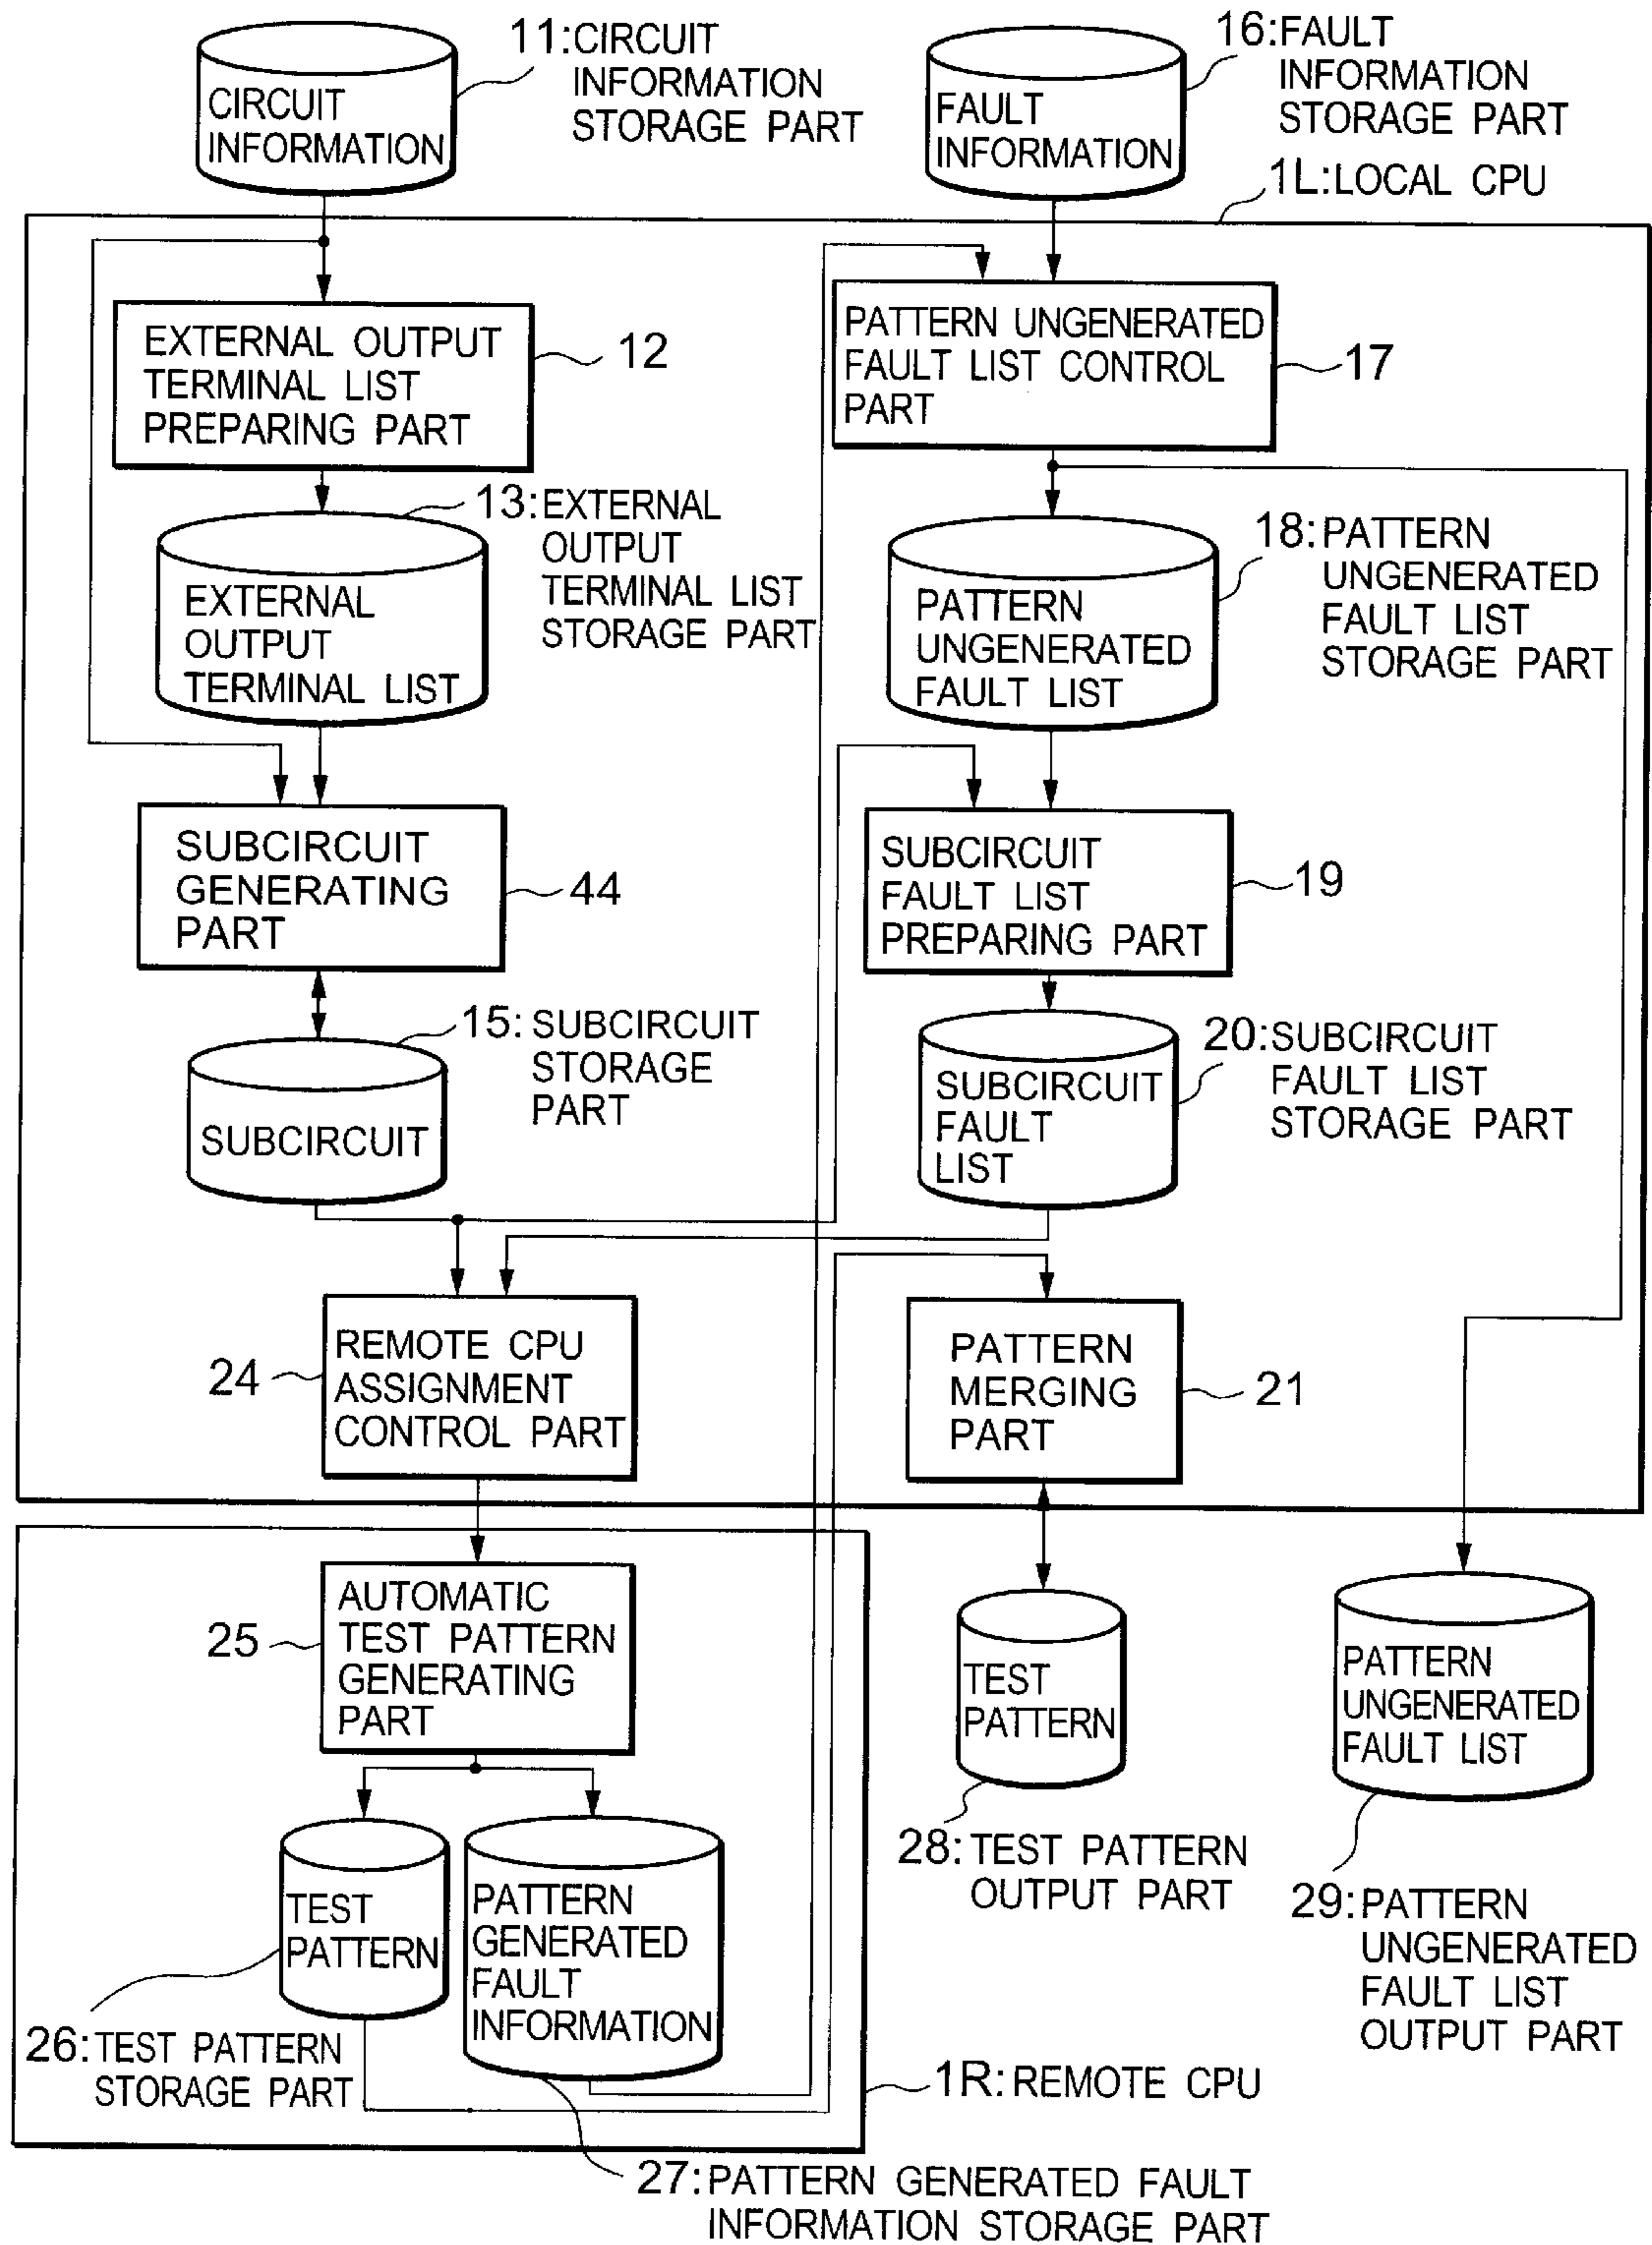 CIRCUIT
INFORMATION
11:CIRCUIT
INFORMATION
STORAGE PART
FAULT
INFORMATION
16:FAULT
INFORMATION
STORAGE PART
1L:LOCAL CPU
EXTERNAL OUTPUT
TERMINAL LIST
PREPARING PART
12
PATTERN UNGENERATED
FAULT LIST CONTROL
PART
17
13:EXTERNAL
OUTPUT
TERMINAL LIST
STORAGE PART
EXTERNAL
OUTPUT
TERMINAL LIST
PATTERN
UNGENERATED
FAULT LIST
18:PATTERN
UNGENERATED
FAULT LIST
STORAGE PART
SUBCIRCUIT
GENERATING
PART
44
SUBCIRCUIT
FAULT LIST
PREPARING PART
19
15:SUBCIRCUIT
STORAGE
PART
SUBCIRCUIT
SUBCIRCUIT
FAULT
LIST
20:SUBCIRCUIT
FAULT LIST
STORAGE PART
24
REMOTE CPU
ASSIGNMENT
CONTROL PART
PATTERN
MERGING
PART
21
25
AUTOMATIC
TEST PATTERN
GENERATING
PART
TEST
PATTERN
28:TEST PATTERN
OUTPUT PART
PATTERN
UNGENERATED
FAULT LIST
29:PATTERN
UNGENERATED
FAULT LIST
OUTPUT PART
TEST
PATTERN
26:TEST PATTERN
STORAGE PART
PATTERN
GENERATED
FAULT
INFORMATION
1R:REMOTE CPU
27:PATTERN GENERATED FAULT
INFORMATION STORAGE PART